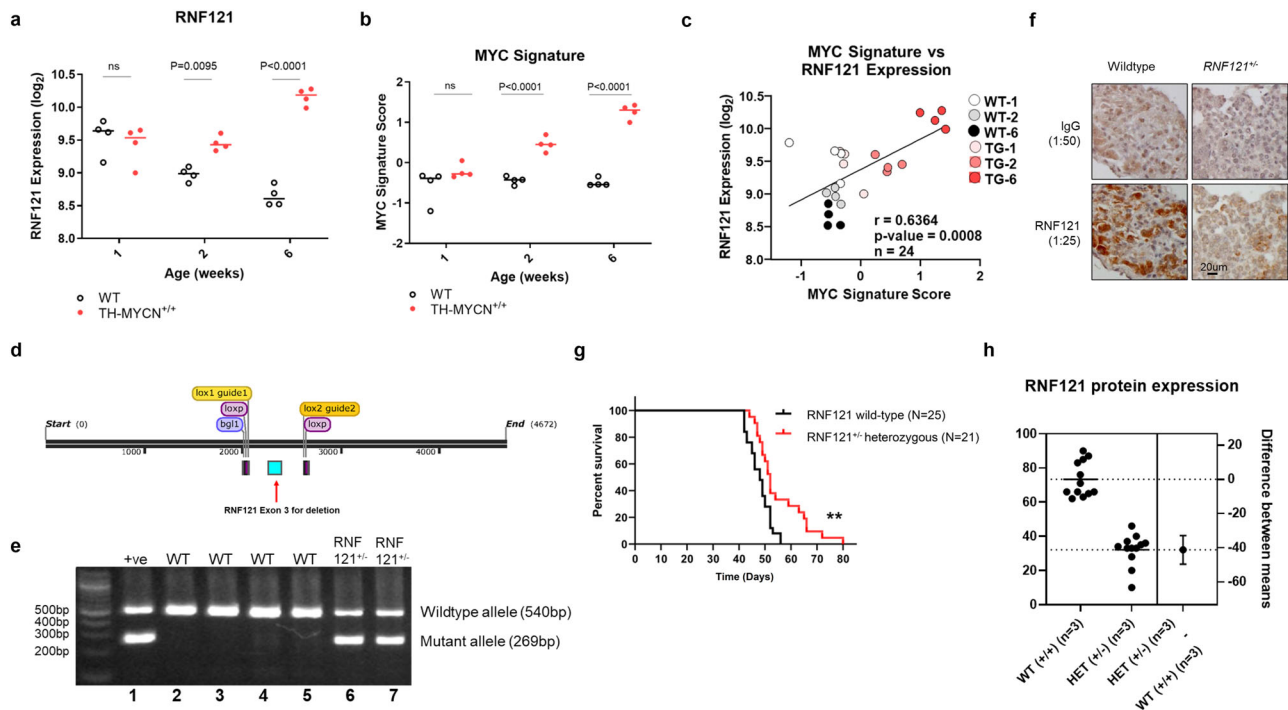 a
RNF121
ns
P=0.0095
P<0.0001
RNF121 Expression (log2)
10.5
10.0
9.5
9.0
8.5
8.0
1
2
6
Age (weeks)
WT
TH-MYCN+/+
b
MYC Signature
ns
P<0.0001
P<0.0001
MYC Signature Score
2
1
-0
-1
1
2
6
Age (weeks)
WT
TH-MYCN+/+
c
MYC Signature vs
RNF121 Expression
RNF121 Expression (log2)
10.5
10.0
9.5
9.0
8.5
8.0
-1
0
1
2
MYC Signature Score
r = 0.6364
p-value = 0.0008
n = 24
WT-1
WT-2
WT-6
TG-1
TG-2
TG-6
f
Wildtype
RNF121+/-
IgG
(1:50)
RNF121
(1:25)
20um
d
lox1 guide1
loxp
bgl1
lox2 guide2
loxp
Start (0)
End (4672)
1000
2000
3000
4000
RNF121 Exon 3 for deletion
e
+ve
WT
WT
WT
WT
RNF
121+/-
RNF
121+/-
500bp
400bp
300bp
200bp
Wildtype allele (540bp)
Mutant allele (269bp)
1
2
3
4
5
6
7
g
Percent survival
100
80
60
40
20
0
0
10
20
30
40
50
60
70
80
Time (Days)
RNF121 wild-type (N=25)
RNF121+/- heterozygous (N=21)
**
h
RNF121 protein expression
100
80
60
40
20
0
20
0
-20
-40
-60
Difference between means
WT (+/+) (n=3)
HET (+/-) (n=3)
HET (+/-) (n=3)
-
WT (+/+) (n=3)